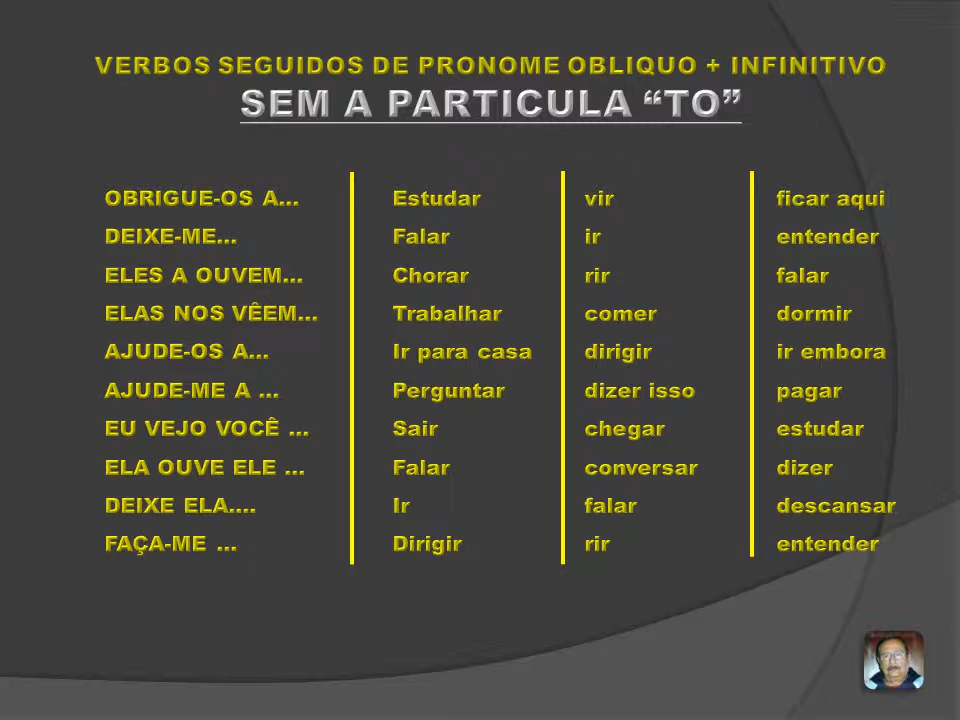 VERBOS SEGUIDOS DE PRONOME OBLIQUO + INFINITIVO
SEM A PARTICULA “TO”
OBRIGUE-OS A... Estudar vir ficar aqui
DEIXE-ME... Falar ir entender
ELES A OUVEM... Chorar rir falar
ELAS NOS VÊEM... Trabalhar comer dormir
AJUDE-OS A... Ir para casa dirigir ir embora
AJUDE-ME A ... Perguntar dizer isso pagar
EU VEJO VOCÊ ... Sair chegar estudar
ELA OUVE ELE ... Falar conversar dizer
DEIXE ELA.... Ir falar descansar
FAÇA-ME ... Dirigir rir entender